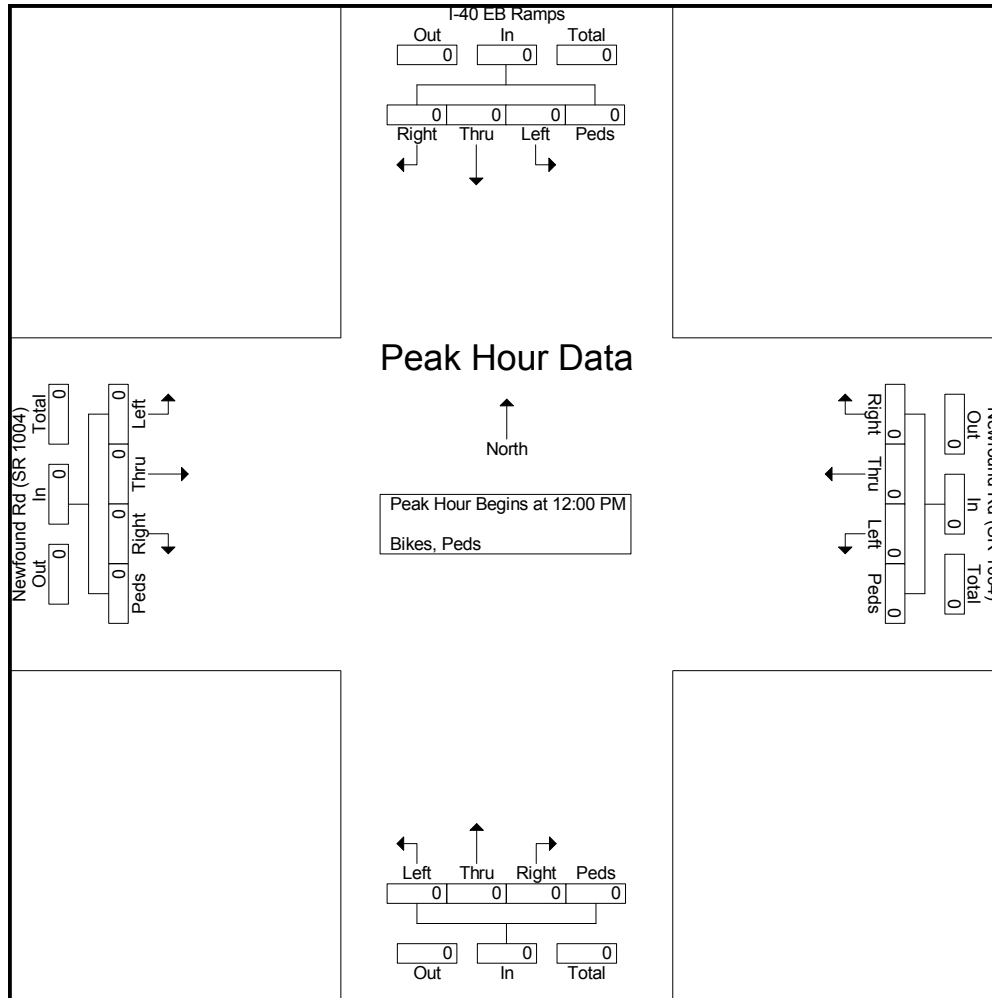 I-40 EB Ramps
Out In Total
0 0 0
0 0 0 0
Right Thru Left Peds
Peak Hour Data
North
Peak Hour Begins at 12:00 PM
Bikes, Peds
Newfound Rd (SR 1004)
Out In Total
0 0 0
0 0 0 0
Left Thru Right Peds
Newfound Rd (SR 1004)
Out In Total
0 0 0
0 0 0 0
Right Thru Left Peds
Left Thru Right Peds
0 0 0 0
0 0 0
Out In Total